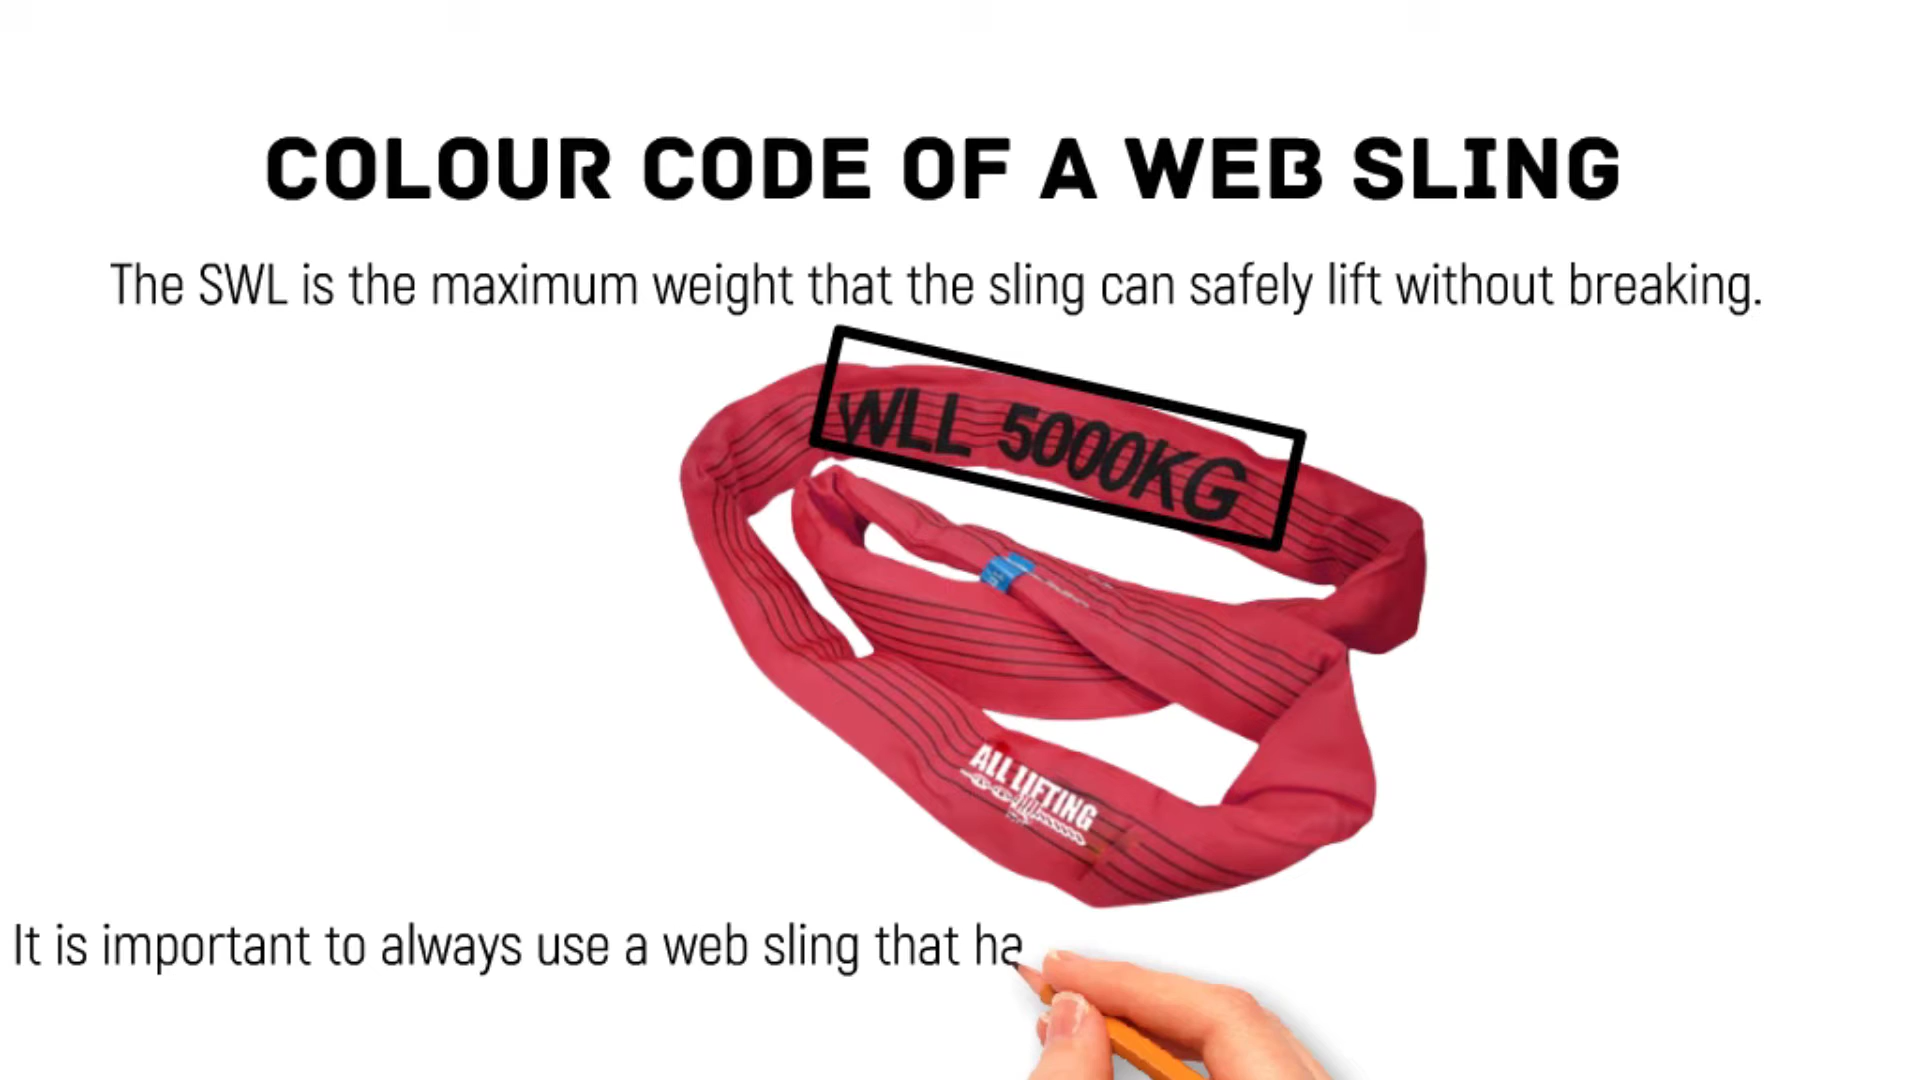 COLOUR CODE OF A WEB SLING
The SWL is the maximum weight that the sling can safely lift without breaking.
WLL 5000KG
ALL LIFTING
It is important to always use a web sling that ha